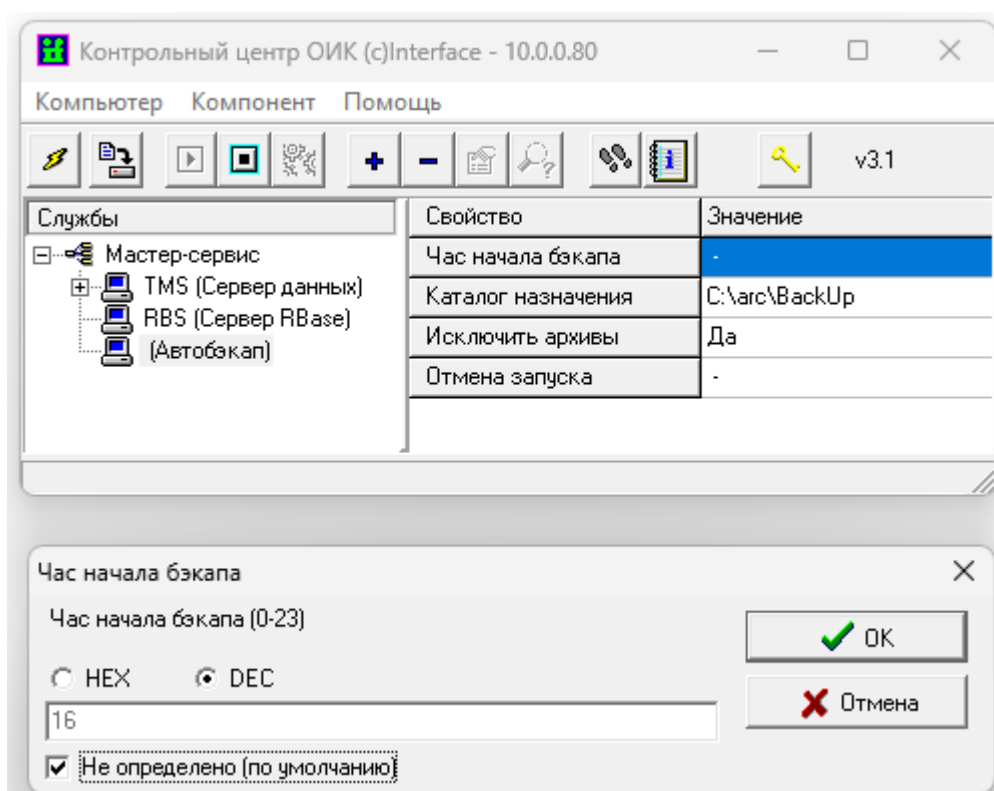 Контрольный центр ОИК (c)Interface - 10.0.0.80
Компьютер Компонент Помощь
v3.1
Службы
Мастер-сервис
TMS (Сервер данных)
RBS (Сервер RBase)
(Автобэкап)
Свойство Значение
Час начала бэкапа -
Каталог назначения C:\arc\BackUp
Исключить архивы Да
Отмена запуска -
Час начала бэкапа
Час начала бэкапа (0-23)
HEX DEC
16
Не определено (по умолчанию)
OK
Отмена